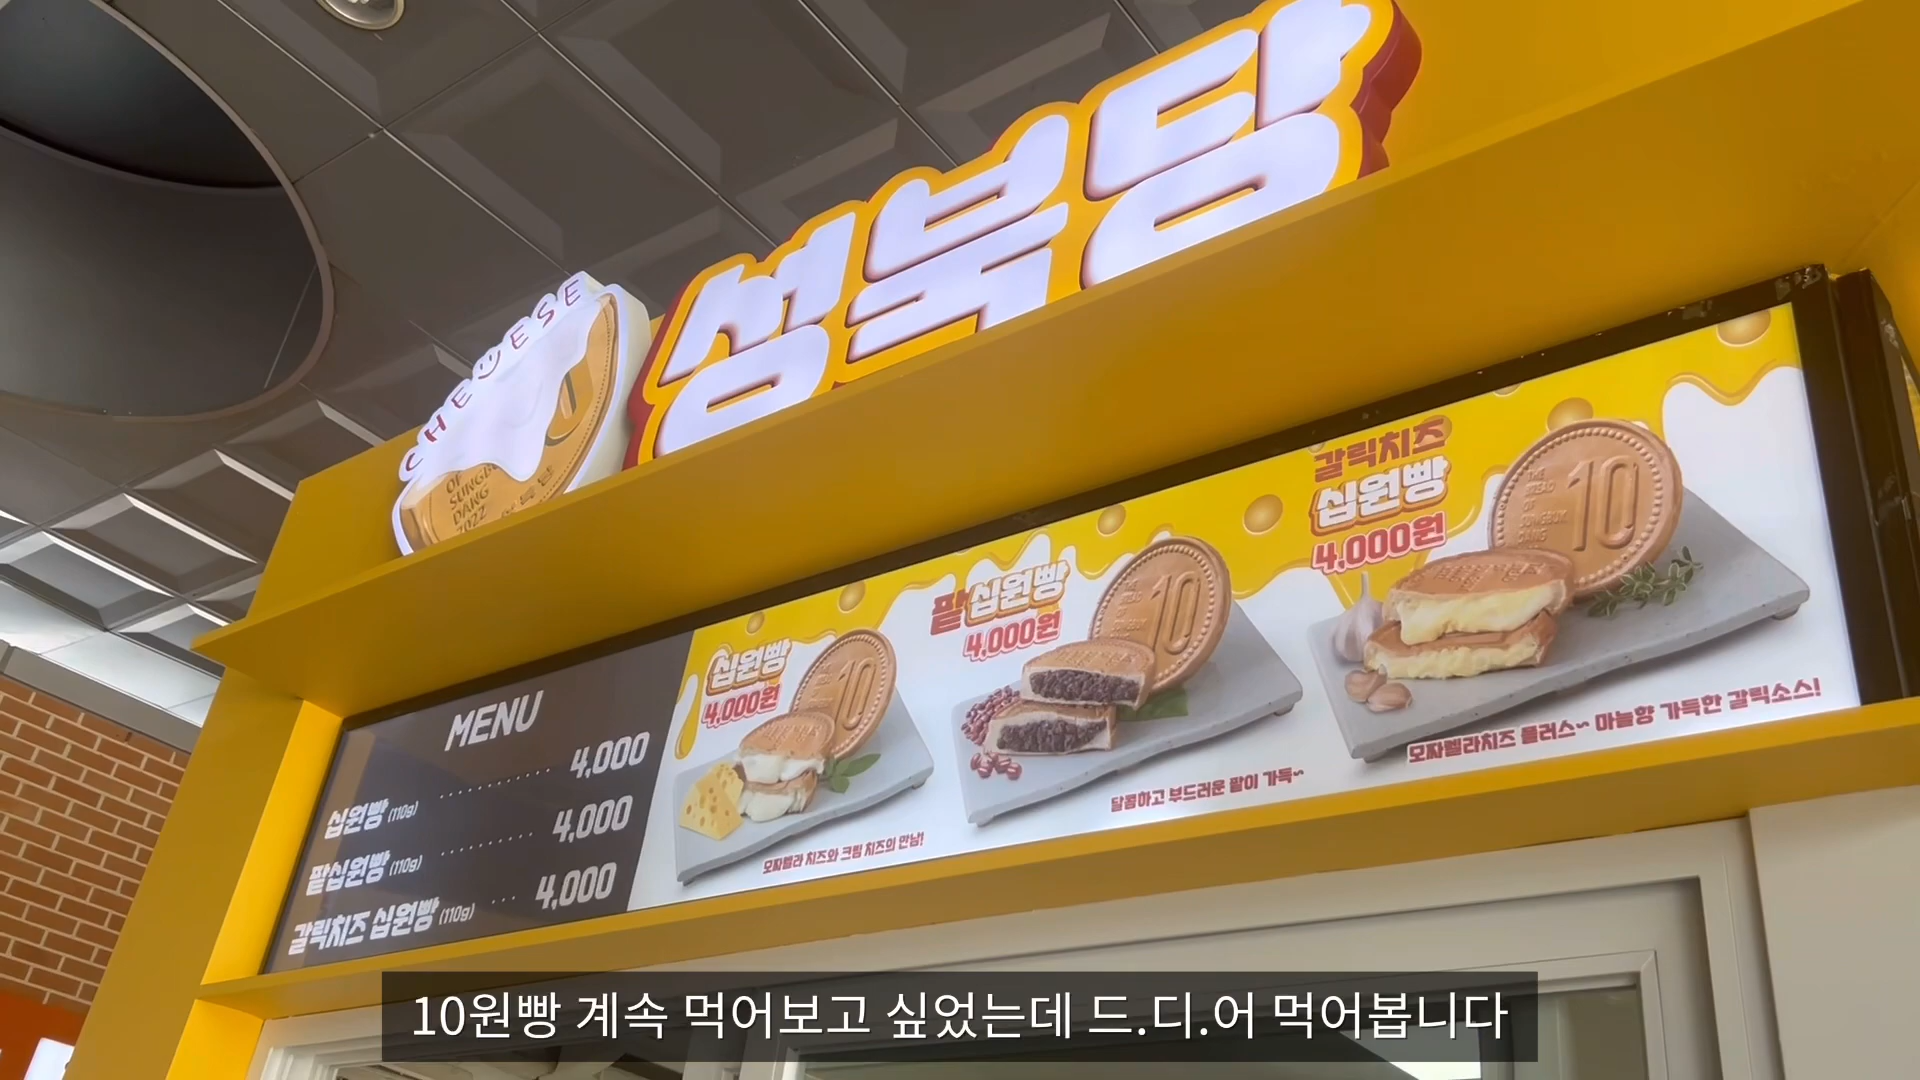 CHEESE
성북당
OF
SUNGBUK
DANG
2022
MENU
십원빵 (110g) ........ 4,000
팥십원빵 (110g) ...... 4,000
갈릭치즈 십원빵 (110g) ... 4,000
십원빵
4,000원
모짜렐라 치즈와 크림 치즈의 만남!
팥십원빵
4,000원
10
달콤하고 부드러운 팥이 가득~
갈릭치즈
십원빵
4,000원
THE
BREAD
OF
SUNGBUK
DANG
10
모짜렐라치즈 플러스~ 마늘향 가득한 갈릭소스!
10원빵 계속 먹어보고 싶었는데 드.디.어 먹어봅니다